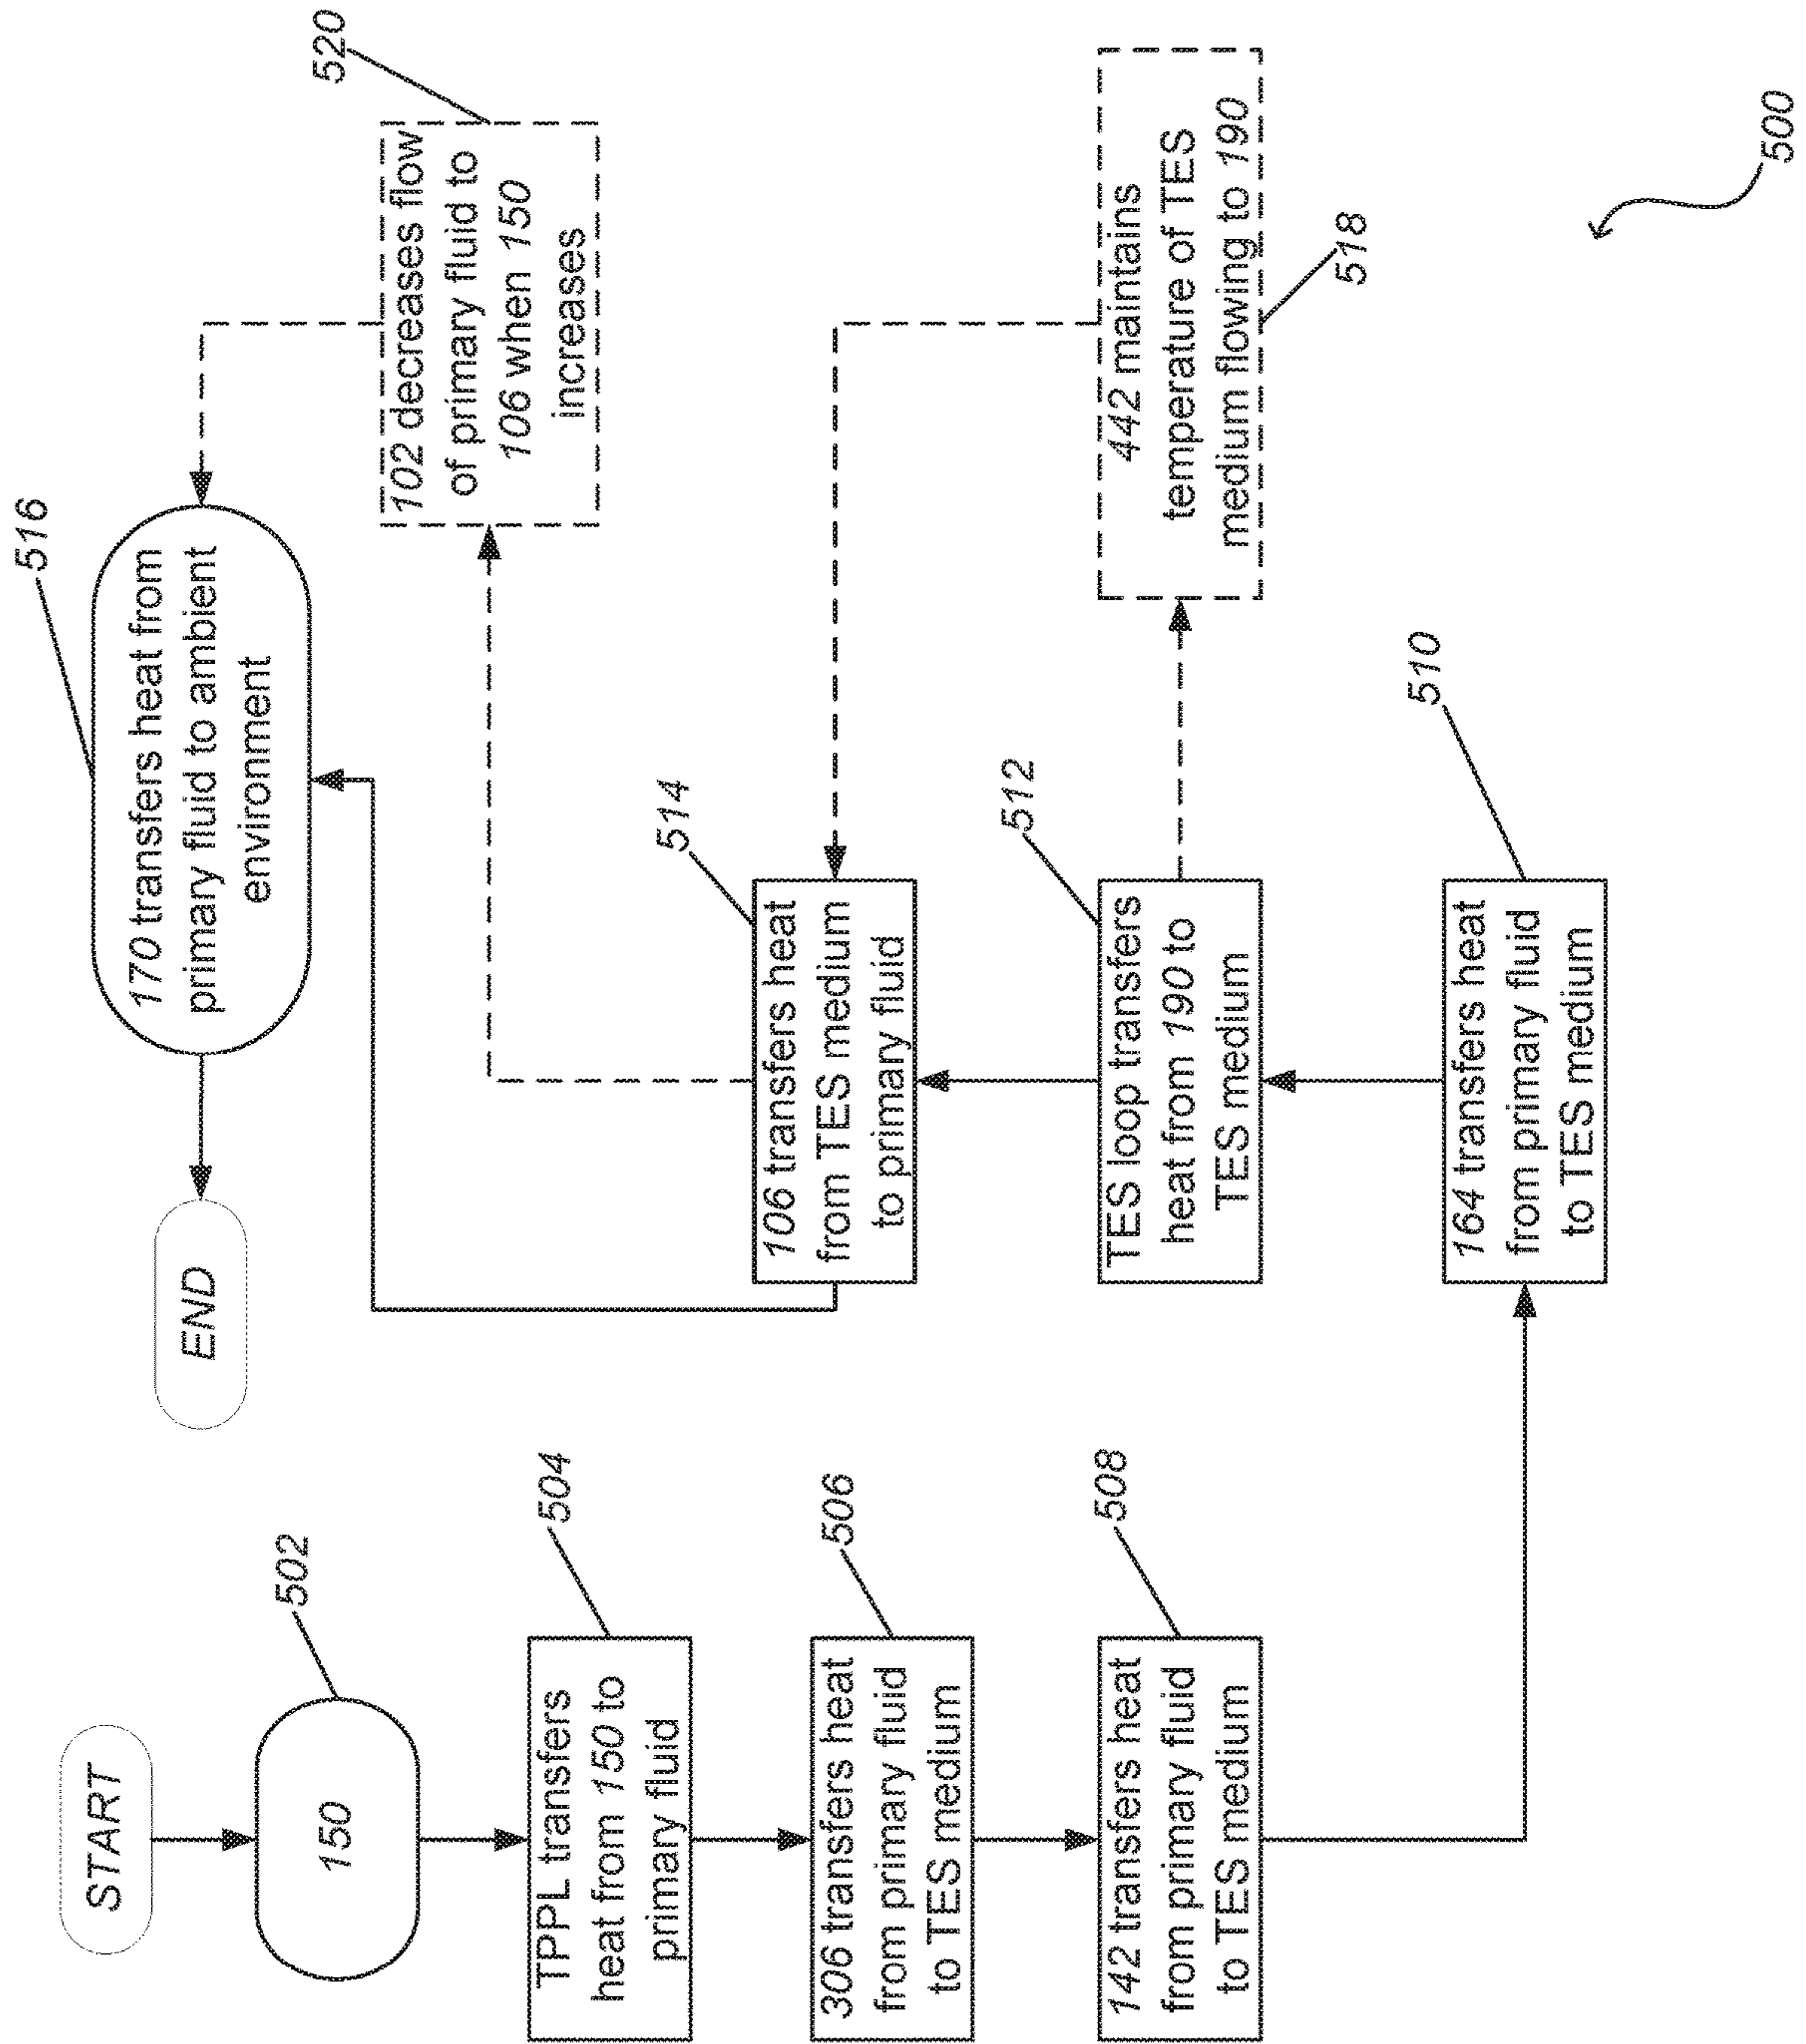 START
150
502
TPPL transfers
heat from 150 to
primary fluid
504
306 transfers heat
from primary fluid
to TES medium
506
142 transfers heat
from primary fluid
to TES medium
508
164 transfers heat
from primary fluid
to TES medium
510
TES loop transfers
heat from 190 to
TES medium
512
106 transfers heat
from TES medium
to primary fluid
514
170 transfers heat from
primary fluid to ambient
environment
516
END
442 maintains
temperature of TES
medium flowing to 190
518
102 decreases flow
of primary fluid to
106 when 150
increases
520
500